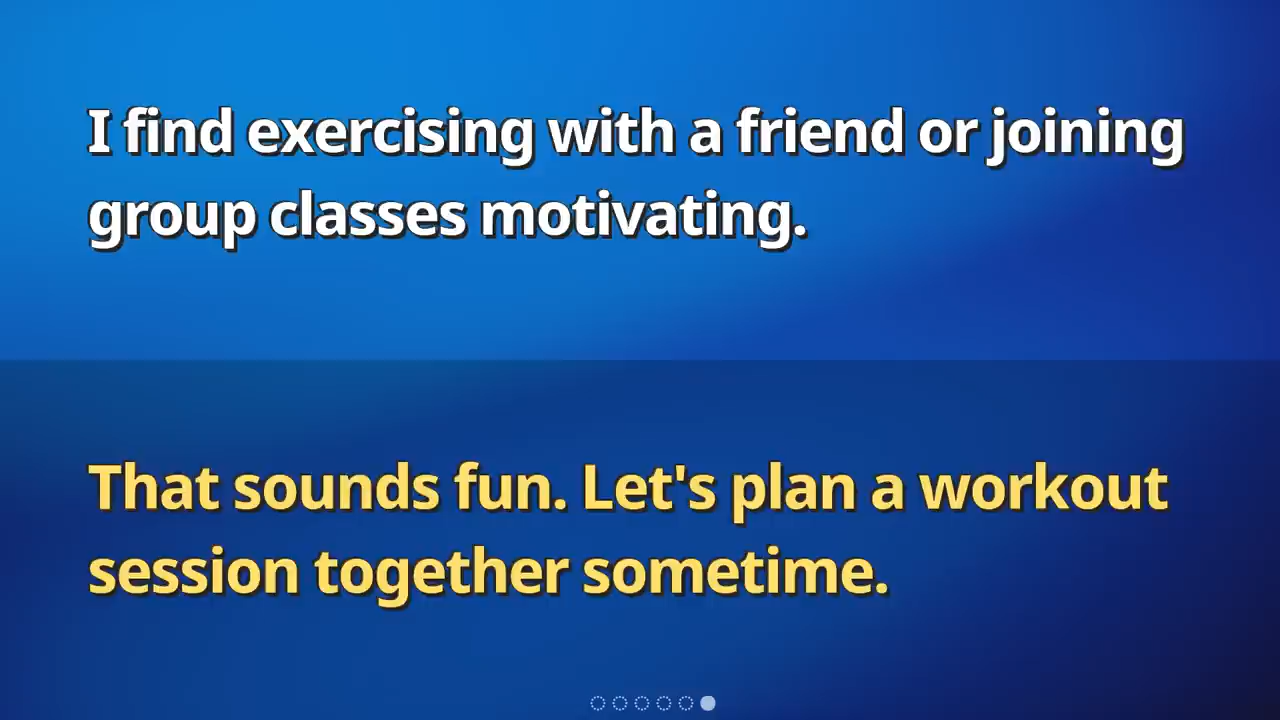 I find exercising with a friend or joining
group classes motivating.
That sounds fun. Let's plan a workout
session together sometime.